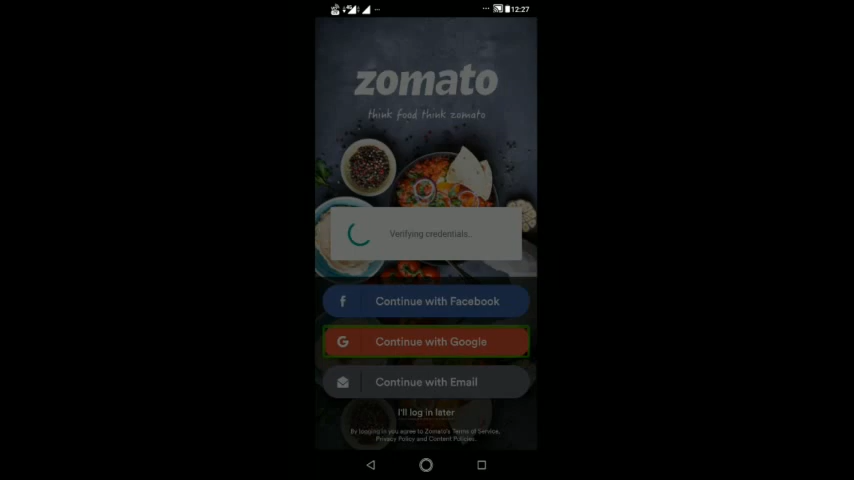 12:27
zomato
think food think zomato
Verifying credentials..
f Continue with Facebook
G Continue with Google
Continue with Email
I'll log in later
By logging in you agree to Zomato's Terms of Service,
Privacy Policy and Content Policies.